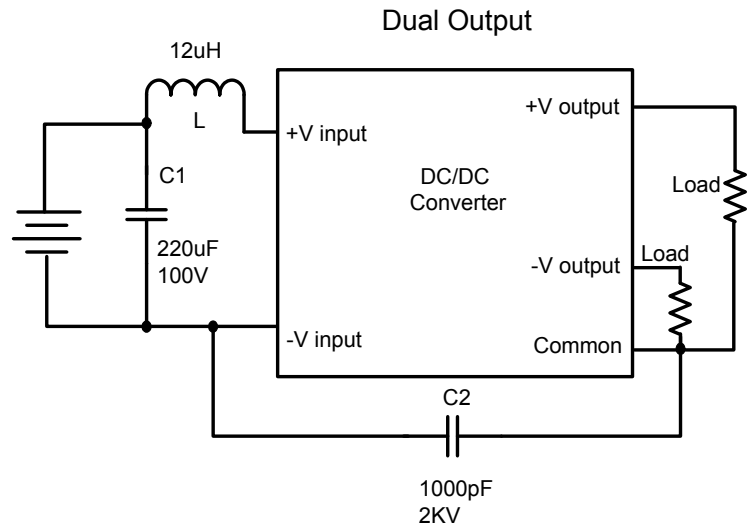 Dual Output
12uH
L
+V input
+V output
C1
DC/DC
Converter
Load
220uF
100V
-V output
Load
-V input
Common
C2
1000pF
2KV